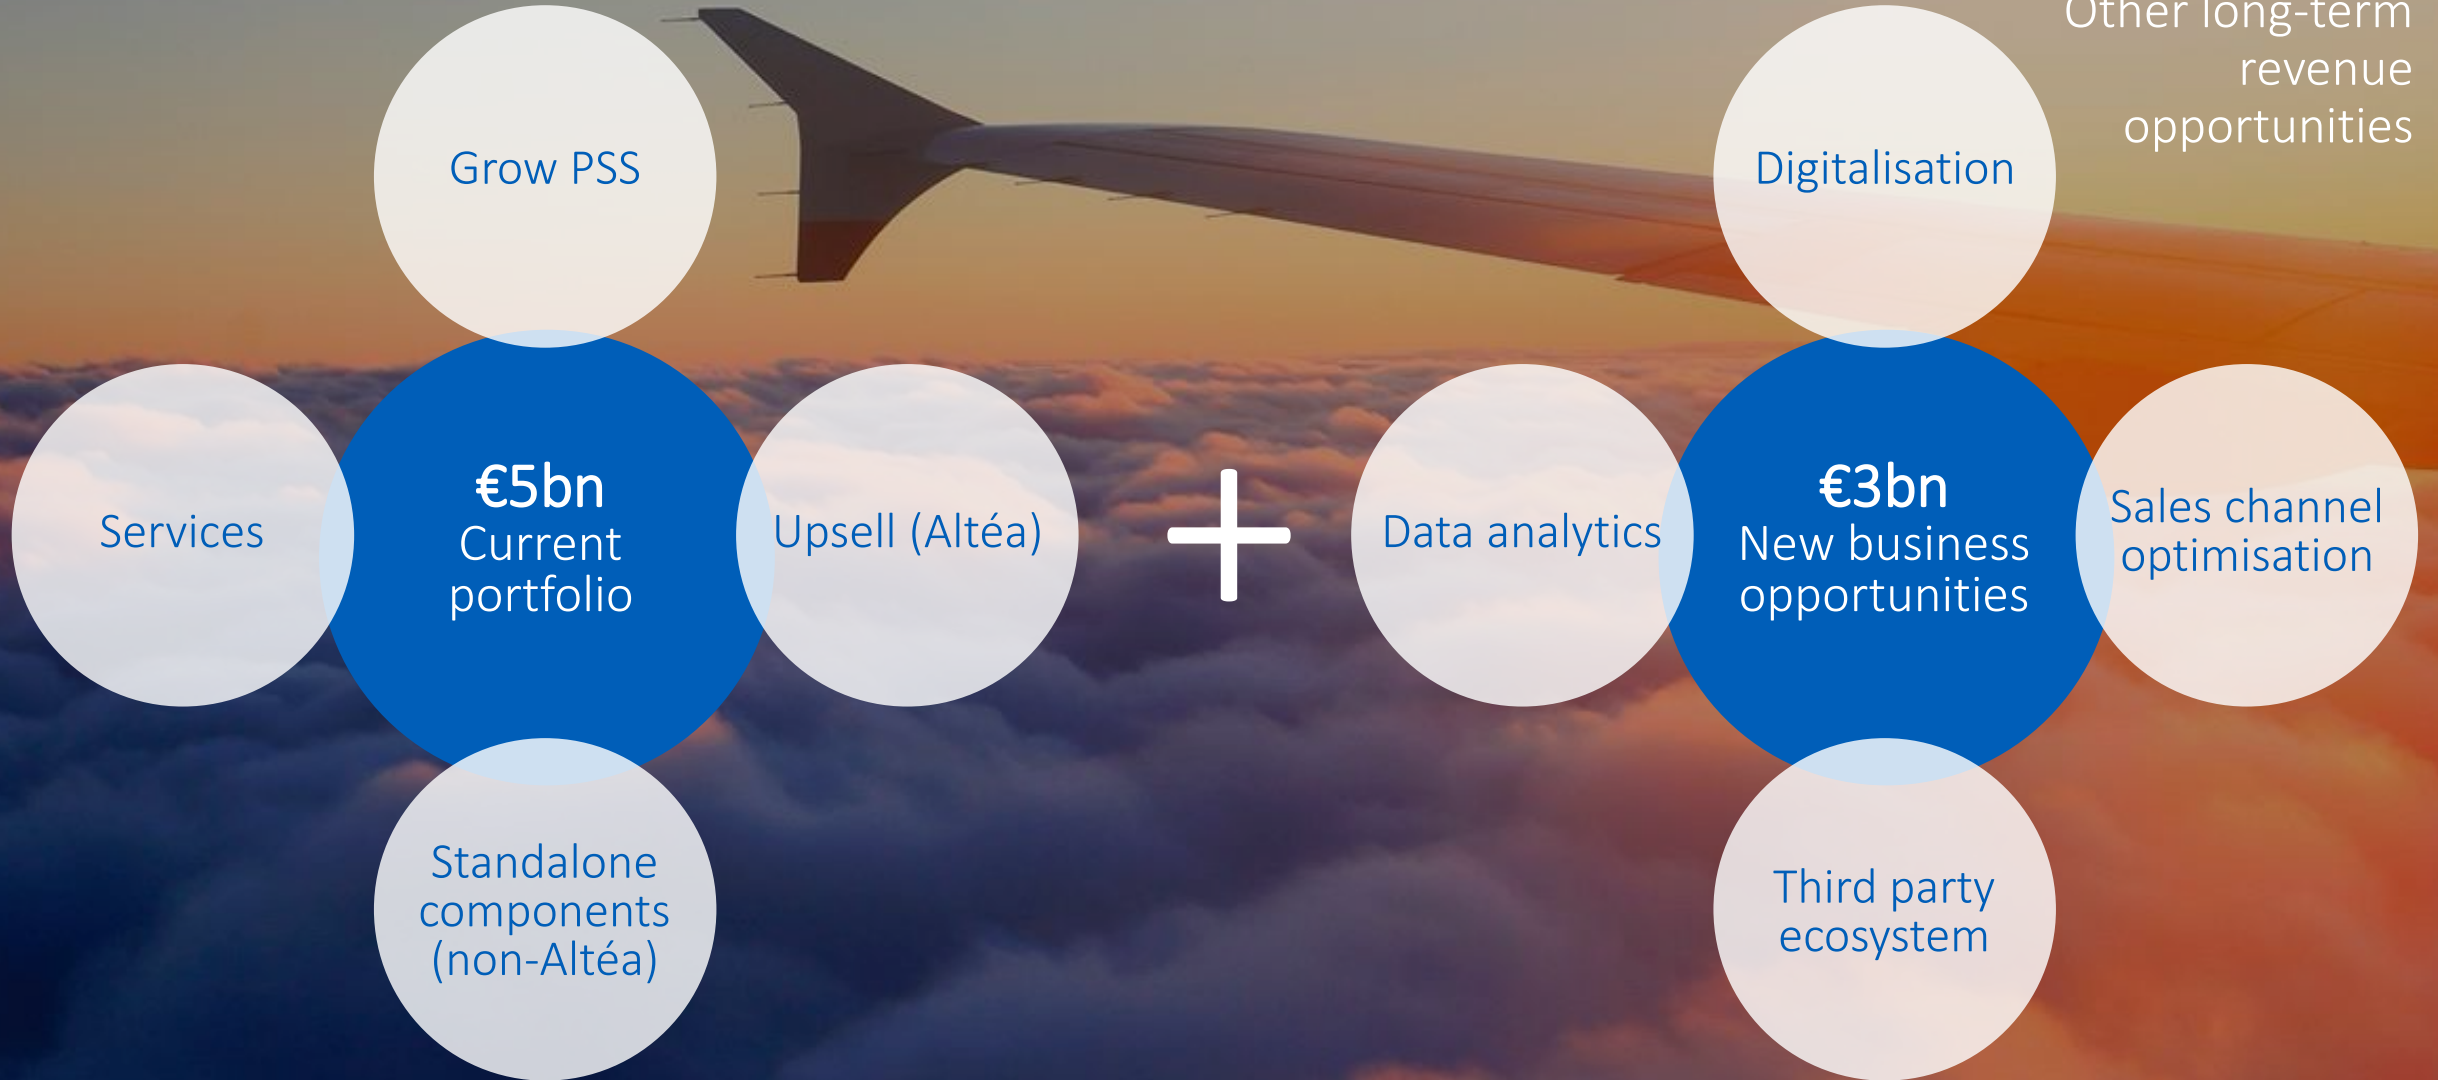 Other long-term
revenue
opportunities
Grow PSS
Services
€5bn
Current
portfolio
Upsell (Altéa)
Standalone
components
(non-Altéa)
+
Digitalisation
Data analytics
€3bn
New business
opportunities
Sales channel
optimisation
Third party
ecosystem